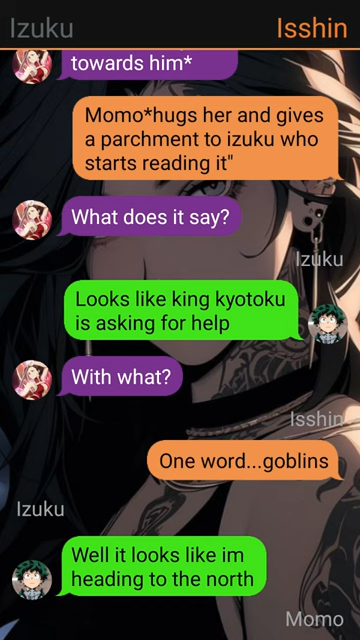 Izuku
Isshin
towards him*
Momo*hugs her and gives
a parchment to izuku who
starts reading it"
What does it say?
Izuku
Looks like king kyotoku
is asking for help
With what?
Isshin
One word...goblins
Izuku
Well it looks like im
heading to the north
Momo